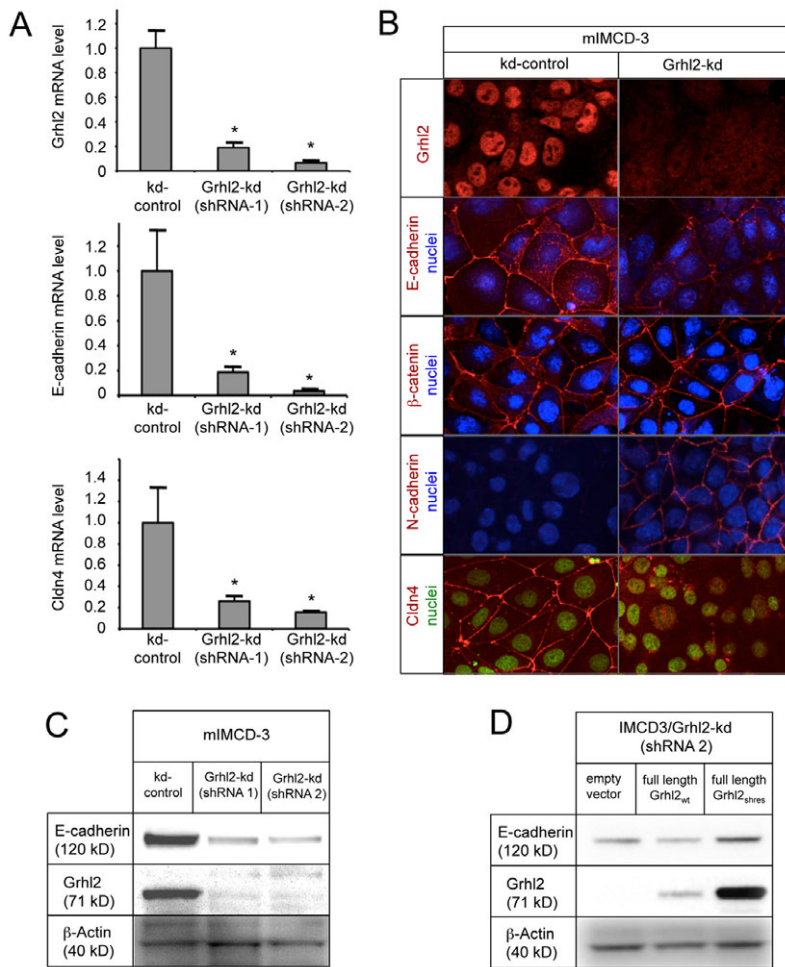 A
Grhl2 mRNA level
1.2
1.0
0.8
0.6
0.4
0.2
0
*
*
kd-control
Grhl2-kd (shRNA-1)
Grhl2-kd (shRNA-2)
E-cadherin mRNA level
1.2
1.0
0.8
0.6
0.4
0.2
0
*
*
kd-control
Grhl2-kd (shRNA-1)
Grhl2-kd (shRNA-2)
Cldn4 mRNA level
1.4
1.2
1.0
0.8
0.6
0.4
0.2
0
*
*
kd-control
Grhl2-kd (shRNA-1)
Grhl2-kd (shRNA-2)
B
mIMCD-3
kd-control
Grhl2-kd
Grhl2
E-cadherin
nuclei
β-catenin
nuclei
N-cadherin
nuclei
Cldn4
nuclei
C
mIMCD-3
kd-control
Grhl2-kd (shRNA 1)
Grhl2-kd (shRNA 2)
E-cadherin
(120 kD)
Grhl2
(71 kD)
β-Actin
(40 kD)
D
IMCD3/Grhl2-kd
(shRNA 2)
empty vector
full length Grhl2wt
full length Grhl2shres
E-cadherin
(120 kD)
Grhl2
(71 kD)
β-Actin
(40 kD)